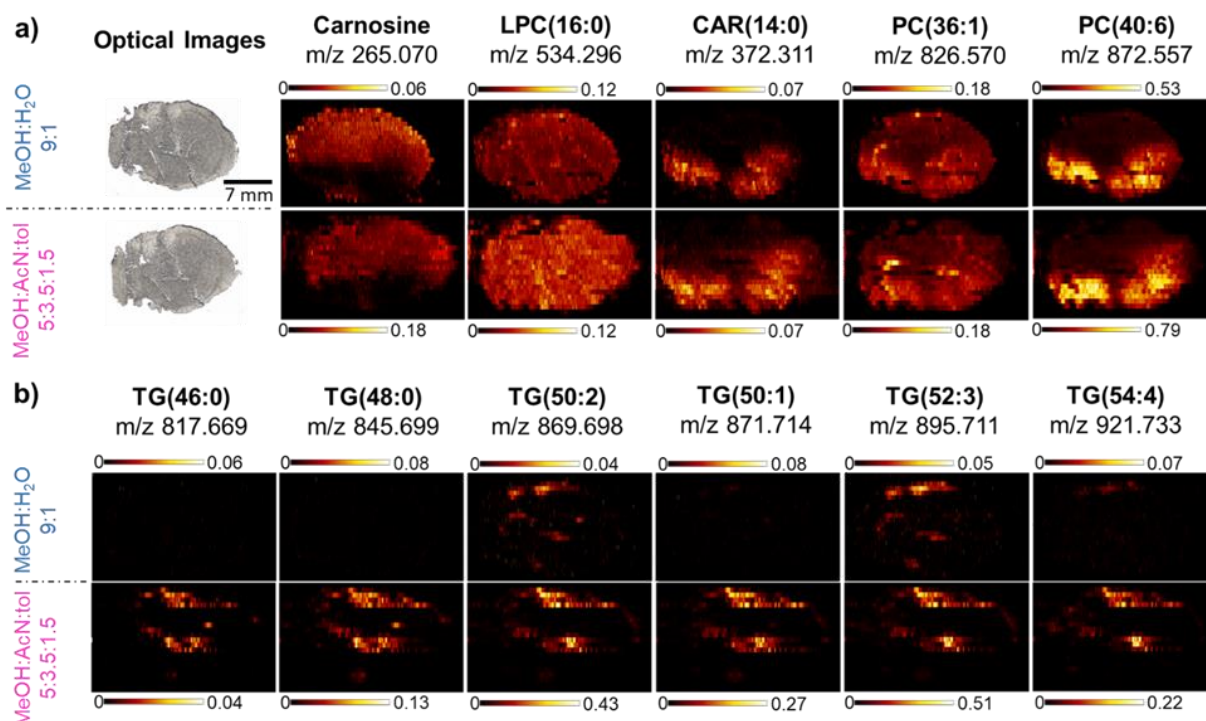 a)
Optical Images
Carnosine
m/z 265.070
LPC(16:0)
m/z 534.296
CAR(14:0)
m/z 372.311
PC(36:1)
m/z 826.570
PC(40:6)
m/z 872.557
0 0.06
0 0.12
0 0.07
0 0.18
0 0.53
MeOH:H₂O
9:1
7 mm
MeOH:AcN:tol
5:3.5:1.5
0 0.18
0 0.12
0 0.07
0 0.18
0 0.79
b)
TG(46:0)
m/z 817.669
TG(48:0)
m/z 845.699
TG(50:2)
m/z 869.698
TG(50:1)
m/z 871.714
TG(52:3)
m/z 895.711
TG(54:4)
m/z 921.733
0 0.06
0 0.08
0 0.04
0 0.08
0 0.05
0 0.07
MeOH:H₂O
9:1
MeOH:AcN:tol
5:3.5:1.5
0 0.04
0 0.13
0 0.43
0 0.27
0 0.51
0 0.22